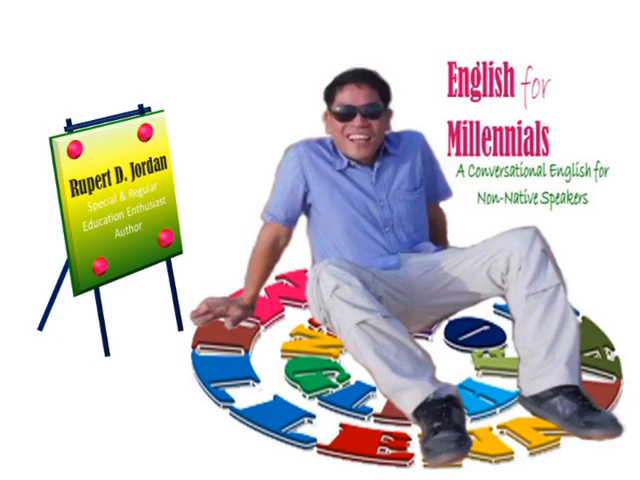 Rupert D. Jordan
Special & Regular
Education Enthusiast
Author
English for
Millennials
A Conversational English for
Non-Native Speakers